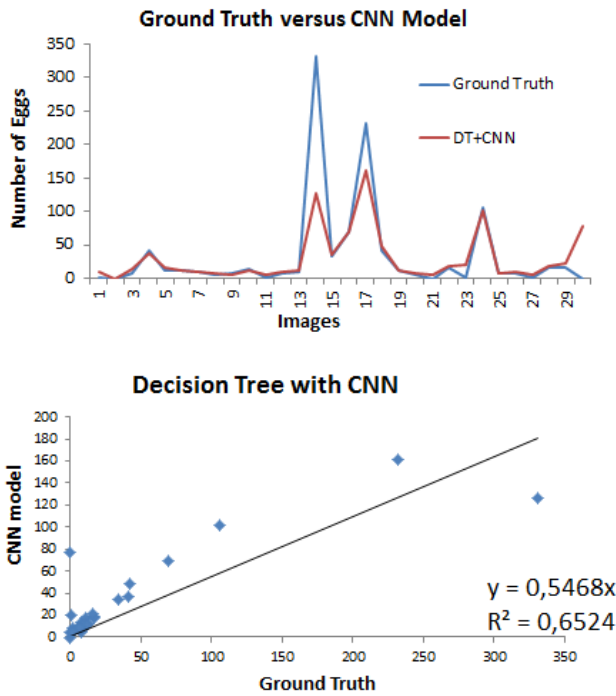 Ground Truth versus CNN Model
350
300
250
200
150
100
50
0
Number of Eggs
Ground Truth
DT+CNN
1 3 5 7 9 11 13 15 17 19 21 23 25 27 29
Images
Decision Tree with CNN
200
180
160
140
120
100
80
60
40
20
0
CNN model
y = 0,5468x
R² = 0,6524
0 50 100 150 200 250 300 350
Ground Truth